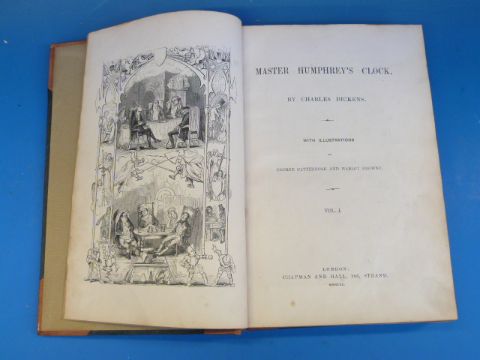 MASTER HUMPHREY'S CLOCK.
BY CHARLES DICKENS.
WITH ILLUSTRATIONS
BY
GEORGE CATTERMOLE AND HABLOT BROWNE.
VOL. I.
LONDON:
CHAPMAN AND HALL, 186, STRAND.
MDCCCXL.